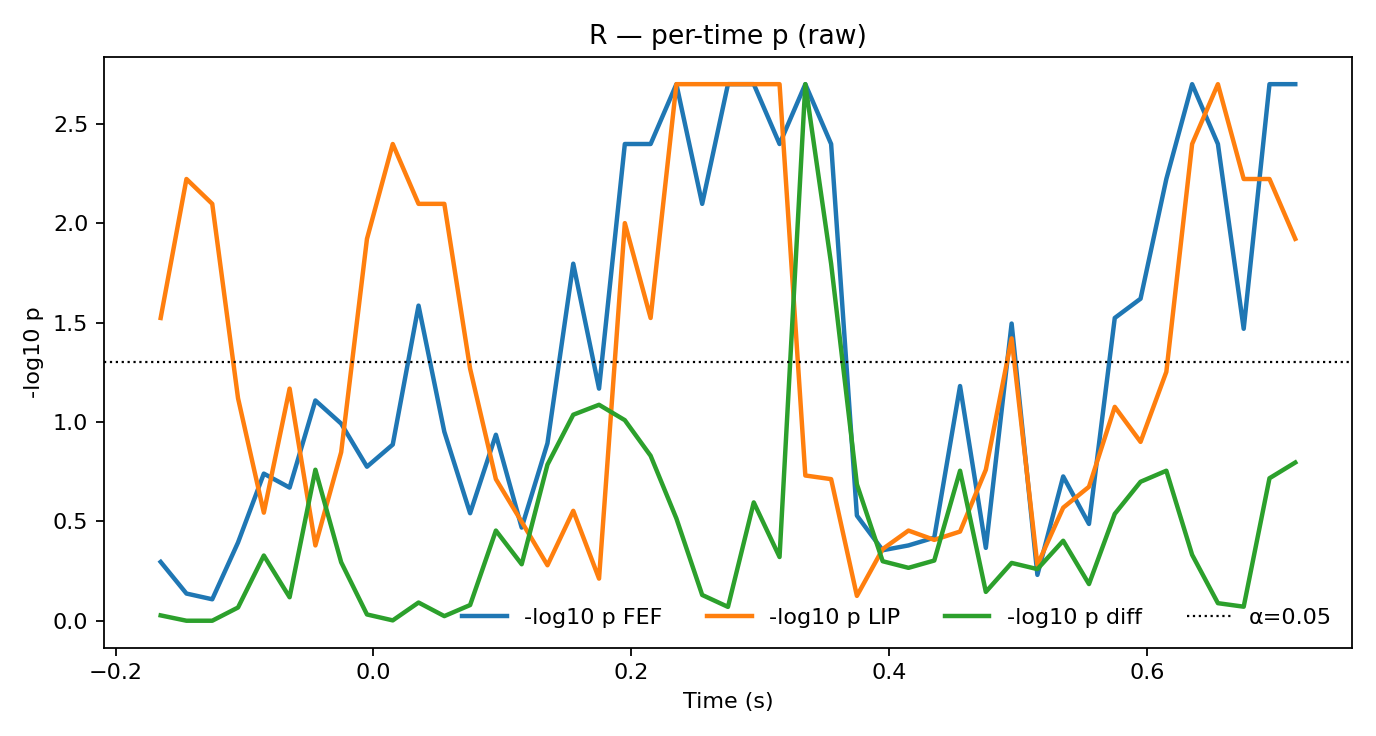 R — per-time p (raw)
-log10 p
2.5
2.0
1.5
1.0
0.5
0.0
-log10 p FEF
-log10 p LIP
-log10 p diff
α=0.05
−0.2
0.0
0.2
0.4
0.6
Time (s)